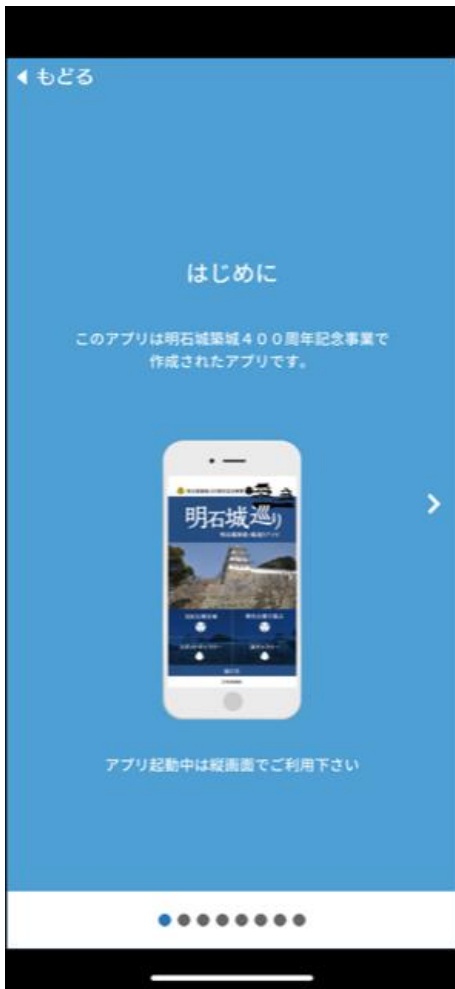 もどる
はじめに
このアプリは明石城築城４００周年記念事業で
作成されたアプリです。
明石城巡り
アプリ起動中は縦画面でご利用下さい